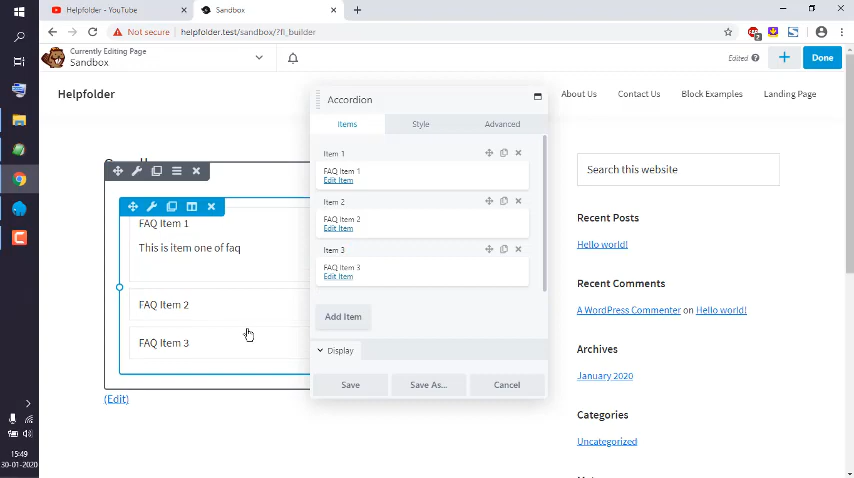 Helpfolder - YouTube
Sandbox
Not secure
helpfolder.test/sandbox/?fl_builder
Currently Editing Page
Sandbox
Edited
Done
Helpfolder
About Us
Contact Us
Block Examples
Landing Page
Accordion
Items
Style
Advanced
Item 1
FAQ Item 1
Edit Item
Item 2
FAQ Item 2
Edit Item
Item 3
FAQ Item 3
Edit Item
Add Item
Display
Save
Save As...
Cancel
FAQ Item 1
This is item one of faq
FAQ Item 2
FAQ Item 3
(Edit)
Search this website
Recent Posts
Hello world!
Recent Comments
A WordPress Commenter on Hello world!
Archives
January 2020
Categories
Uncategorized
15:49
30-01-2020